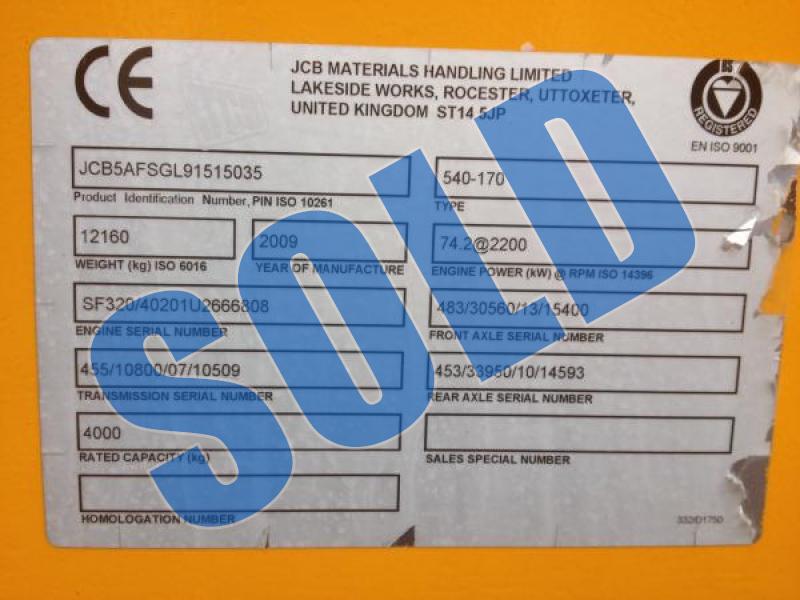 CE
JCB MATERIALS HANDLING LIMITED
LAKESIDE WORKS, ROCESTER, UTTOXETER,
UNITED KINGDOM ST14 5JP
REGISTERED
EN ISO 9001
JCB5AFSGL91515035
Product Identification Number, PIN ISO 10261
540-170
TYPE
12160
WEIGHT (kg) ISO 6016
2009
YEAR OF MANUFACTURE
74.2@2200
ENGINE POWER (kW) @ RPM ISO 14396
SF320/40201U2666808
ENGINE SERIAL NUMBER
483/30560/13/15400
FRONT AXLE SERIAL NUMBER
455/10800/07/10509
TRANSMISSION SERIAL NUMBER
453/33950/10/14593
REAR AXLE SERIAL NUMBER
4000
RATED CAPACITY (kg)
SALES SPECIAL NUMBER
HOMOLOGATION NUMBER
332/D1750
SOLD